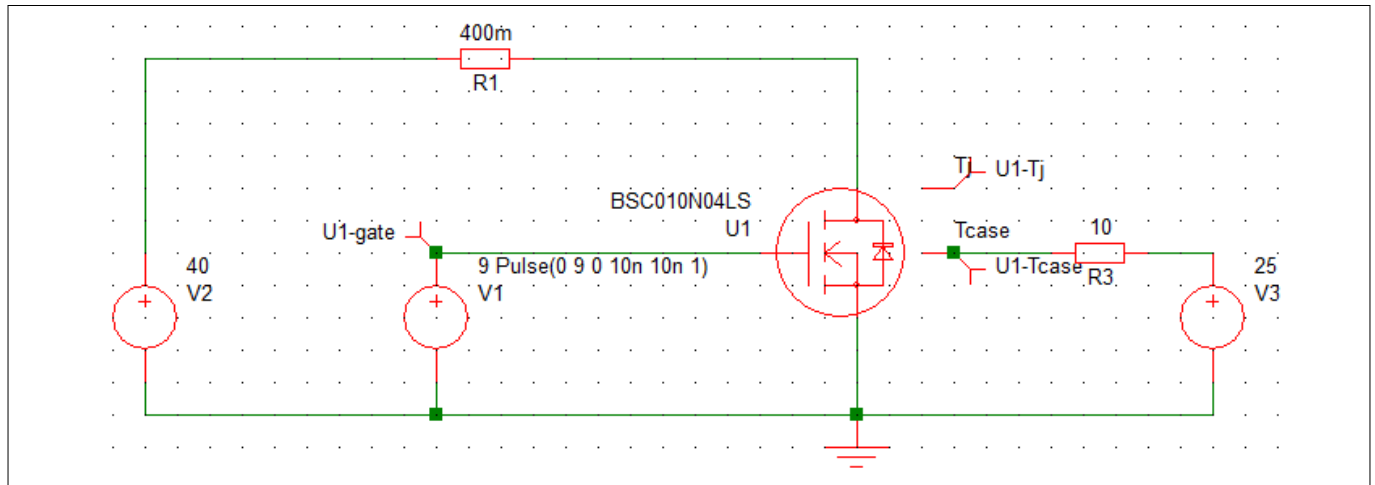 400m
R1
Tj
U1-Tj
BSC010N04LS
U1
U1-gate
Tcase
10
U1-Tcase
R3
40
V2
9 Pulse(0 9 0 10n 10n 1)
V1
25
V3